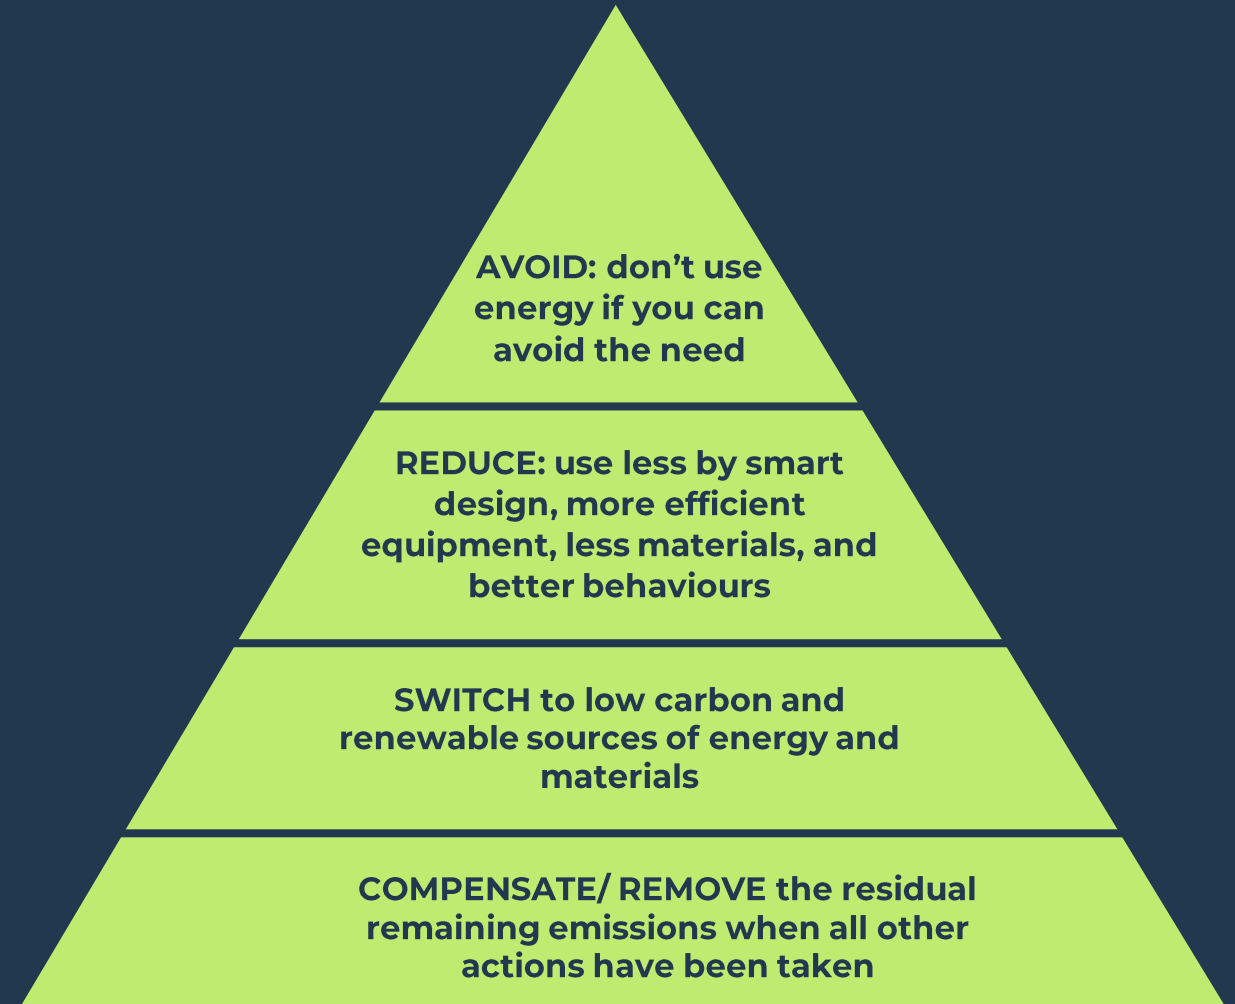 AVOID: don’t use
energy if you can
avoid the need
REDUCE: use less by smart
design, more efficient
equipment, less materials, and
better behaviours
SWITCH to low carbon and
renewable sources of energy and
materials
COMPENSATE/ REMOVE the residual
remaining emissions when all other
actions have been taken